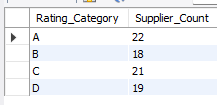 Rating_Category Supplier_Count
A 22
B 18
C 21
D 19